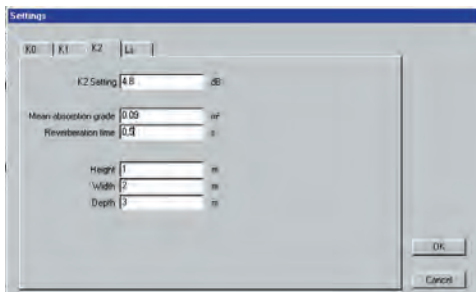 Settings
K0 K1 K2 Ls
K2 Setting 4.8 dB
Mean absorption grade 0.09 m²
Reverberation time 0.5 s
Height 1 m
Width 2 m
Depth 3 m
OK
Cancel